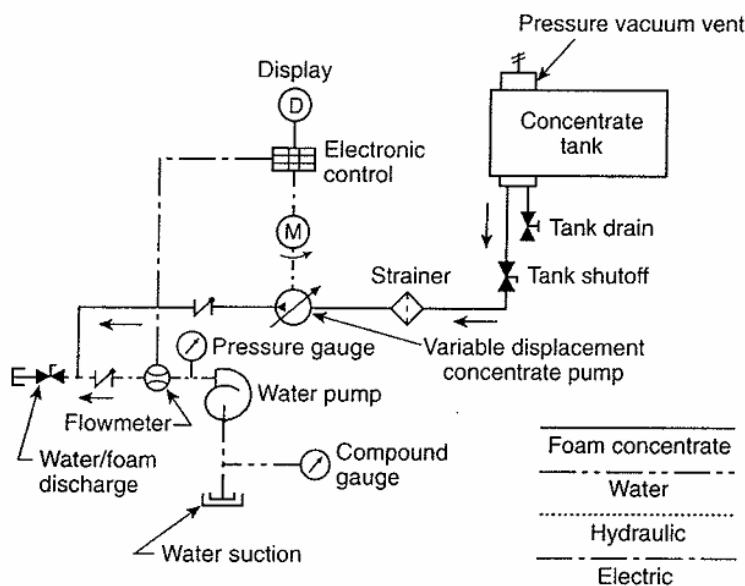 Pressure vacuum vent
Display
D
Concentrate
tank
Electronic
control
M
Tank drain
Strainer
Tank shutoff
Pressure gauge
Variable displacement
concentrate pump
Water pump
Flowmeter
Water/foam
discharge
Compound
gauge
Water suction
Foam concentrate
Water
Hydraulic
Electric